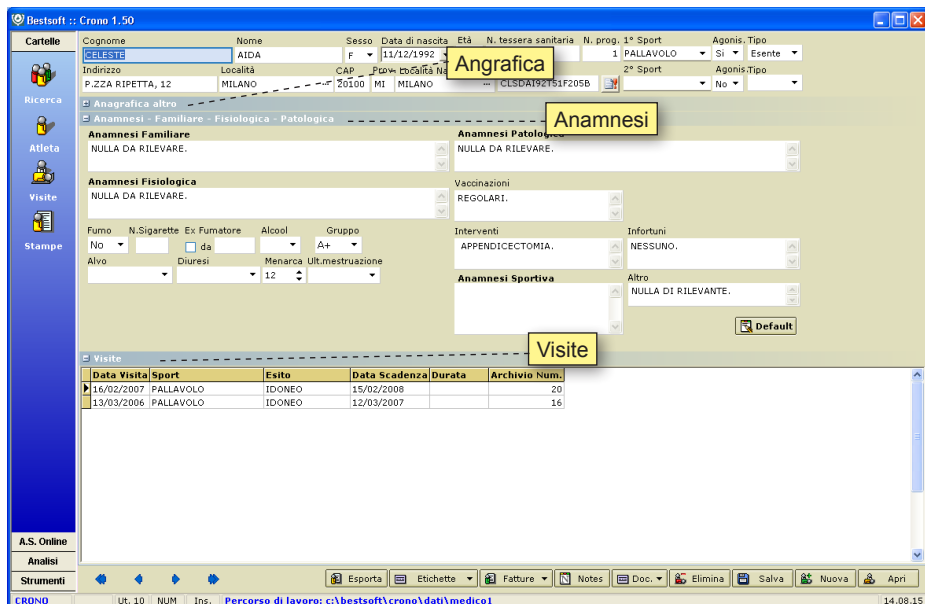 Bestsoft :: Crono 1.50
Cartelle
Cognome Nome Sesso Data di nascita Età N. tessera sanitaria N. prog. 1° Sport Agonis. Tipo
CELESTE AIDA F 11/12/1992 1 PALLAVOLO Si Esente
Indirizzo Località CAP Prov. Località Na 2° Sport Agonis. Tipo
P.ZZA RIPETTA, 12 MILANO ... 20100 MI MILANO ... CLSDAI92T51F205B No
Angrafica
Anagrafica altro
Anamnesi - Familiare - Fisiologica - Patologica
Anamnesi
Anamnesi Familiare Anamnesi Patologica
NULLA DA RILEVARE. NULLA DA RILEVARE.
Anamnesi Fisiologica Vaccinazioni
NULLA DA RILEVARE. REGOLARI.
Fumo N.Sigarette Ex Fumatore Alcool Gruppo Interventi Infortuni
No da A+ APPENDICECTOMIA. NESSUNO.
Alvo Diuresi Menarca Ult.mestruazione Anamnesi Sportiva Altro
12 NULLA DI RILEVANTE.
Default
Visite
Visite
Data Visita Sport Esito Data Scadenza Durata Archivio Num.
16/02/2007 PALLAVOLO IDONEO 15/02/2008 20
13/03/2006 PALLAVOLO IDONEO 12/03/2007 16
Ricerca
Atleta
Visite
Stampe
A.S. Online
Analisi
Strumenti
Esporta Etichette Fatture Notes Doc. Elimina Salva Nuova Apri
CRONO Ut. 10 NUM Ins. Percorso di lavoro: c:\bestsoft\crono\dati\medico1 14.08.15